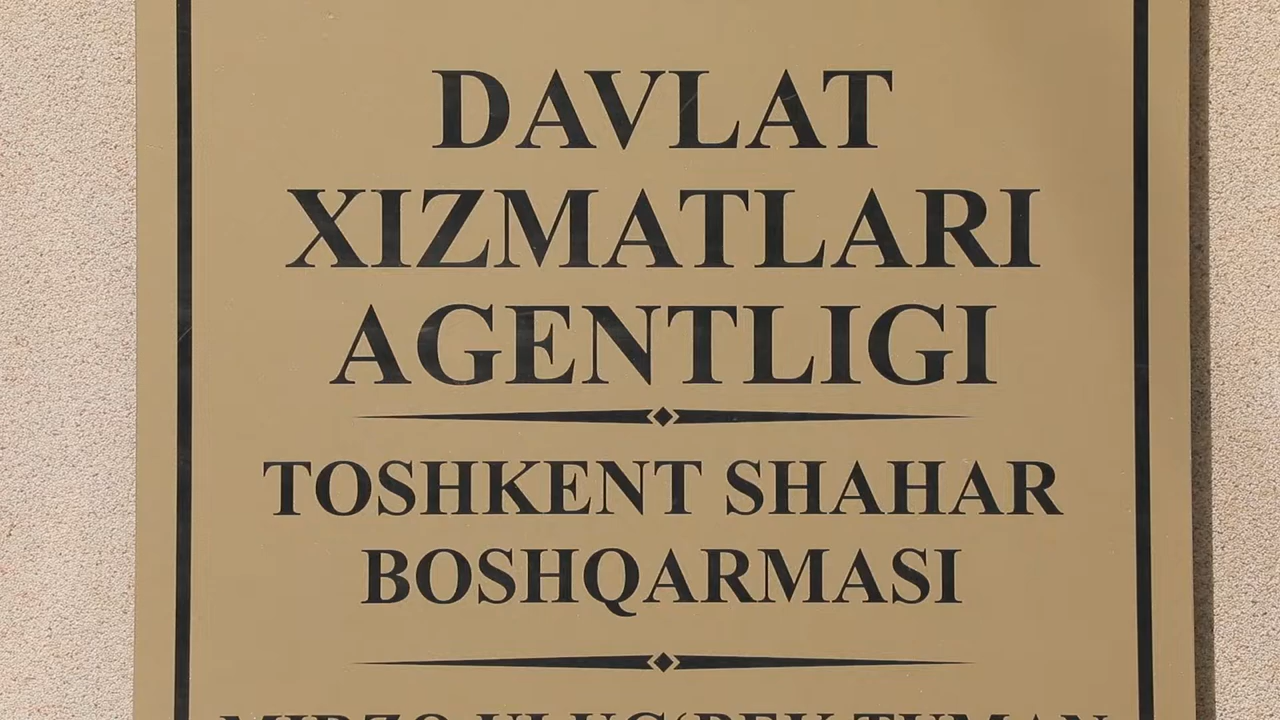 DAVLAT
XIZMATLARI
AGENTLIGI
TOSHKENT SHAHAR
BOSHQARMASI
MIRZO ULUG‘BEK TUMAN